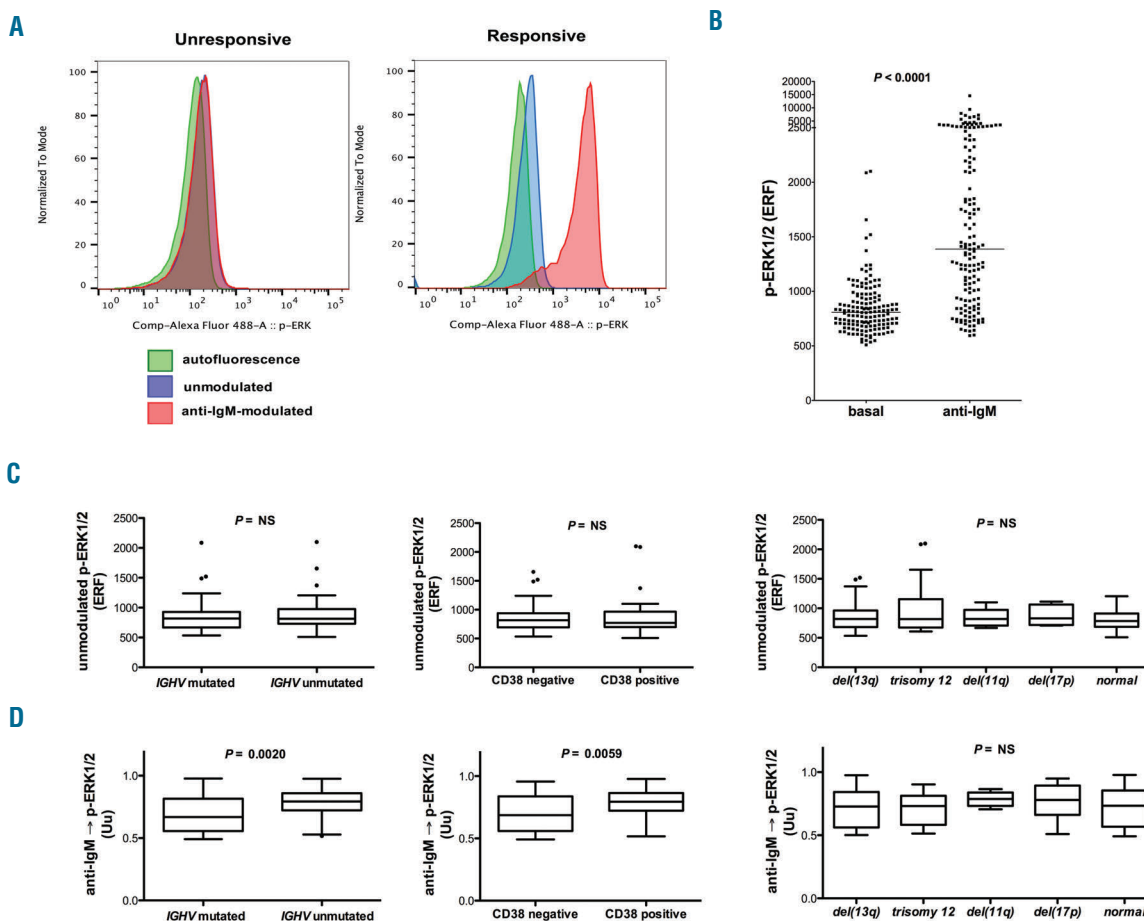 A
Unresponsive
Responsive
Normalized To Mode
100
80
60
40
20
0
10^0 10^1 10^2 10^3 10^4 10^5
Comp-Alexa Fluor 488-A :: p-ERK
Normalized To Mode
100
80
60
40
20
0
10^0 10^1 10^2 10^3 10^4 10^5
Comp-Alexa Fluor 488-A :: p-ERK
autofluorescence
unmodulated
anti-IgM-modulated
B
P < 0.0001
p-ERK1/2 (ERF)
20000
15000
10000
5000
2500
2000
1500
1000
500
0
basal anti-IgM
C
unmodulated p-ERK1/2
(ERF)
P = NS
2500
2000
1500
1000
500
0
IGHV mutated IGHV unmutated
unmodulated p-ERK1/2
(ERF)
P = NS
2500
2000
1500
1000
500
0
CD38 negative CD38 positive
unmodulated p-ERK1/2
(ERF)
P = NS
2500
2000
1500
1000
500
0
del(13q) trisomy 12 del(11q) del(17p) normal
D
anti-IgM → p-ERK1/2
(Uu)
P = 0.0020
1.0
0.5
0.0
IGHV mutated IGHV unmutated
anti-IgM → p-ERK1/2
(Uu)
P = 0.0059
1.0
0.5
0.0
CD38 negative CD38 positive
anti-IgM → p-ERK1/2
(Uu)
P = NS
1.0
0.5
0.0
del(13q) trisomy 12 del(11q) del(17p) normal